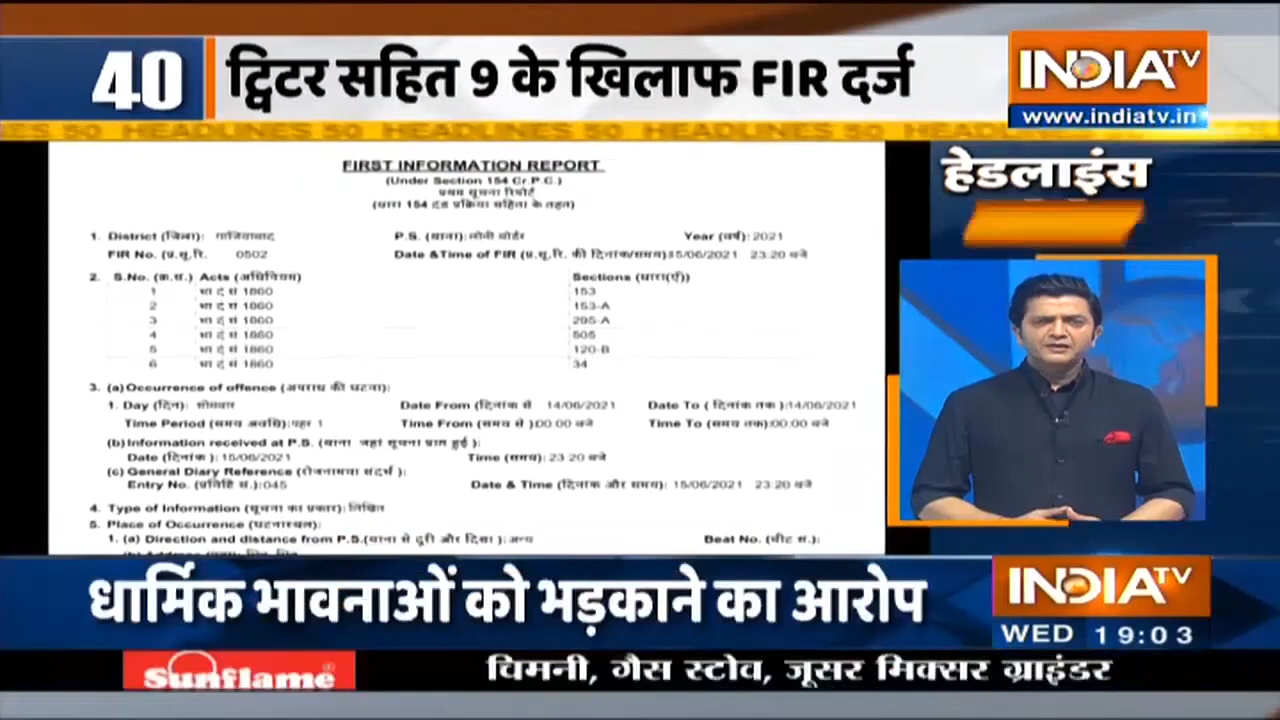 40
ट्विटर सहित 9 के खिलाफ FIR दर्ज
INDIA TV
www.indiatv.in
ES 50 HEADLINES 50 HEADLINES 50 HEADLINES 50 HEADLINES 50
हेडलाइंस
FIRST INFORMATION REPORT
(Under Section 154 Cr.P.C.)
प्रथम सूचना रिपोर्ट
(धारा 154 दंड प्रक्रिया संहिता के तहत)
1. District (जिला): गाजियाबाद P.S. (थाना): लोनी बोर्डर Year (वर्ष): 2021
FIR No. (प्र.सू.रि. 0502 Date &Time of FIR (प्र.सू.रि. की दिनांक/समय):15/06/2021 23:20 बजे
2. S.No. (क्र.सं.) Acts (अधिनियम) Sections (धारा(एँ))
1 भा दं सं 1860 153
2 भा दं सं 1860 153-A
3 भा दं सं 1860 295-A
4 भा दं सं 1860 505
5 भा दं सं 1860 120-B
6 भा दं सं 1860 34
3. (a) Occurrence of offence (अपराध की घटना):
1. Day (दिन): सोमवार Date From (दिनांक से 14/06/2021 Date To ( दिनांक तक ):14/06/2021
Time Period (समय अवधि):पहर 1 Time From (समय से ):00:00 बजे Time To (समय तक):00:00 बजे
(b) Information received at P.S. (थाना जहां सूचना प्राप्त हुई ):
Date (दिनांक ): 15/06/2021 Time (समय): 23:20 बजे
(c) General Diary Reference (रोजनामचा संदर्भ ):
Entry No. (प्रविष्टि सं.):045 Date & Time (दिनांक और समय): 15/06/2021 23:20 बजे
4. Type of Information (सूचना का प्रकार): लिखित
5. Place of Occurrence (घटनास्थल):
1. (a) Direction and distance from P.S.(थाना से दूरी और दिशा ): अन्य Beat No. (बीट सं.):
धार्मिक भावनाओं को भड़काने का आरोप
INDIA TV
WED 19:03
Sunflame®
चिमनी, गैस स्टोव, जूसर मिक्सर ग्राइंडर